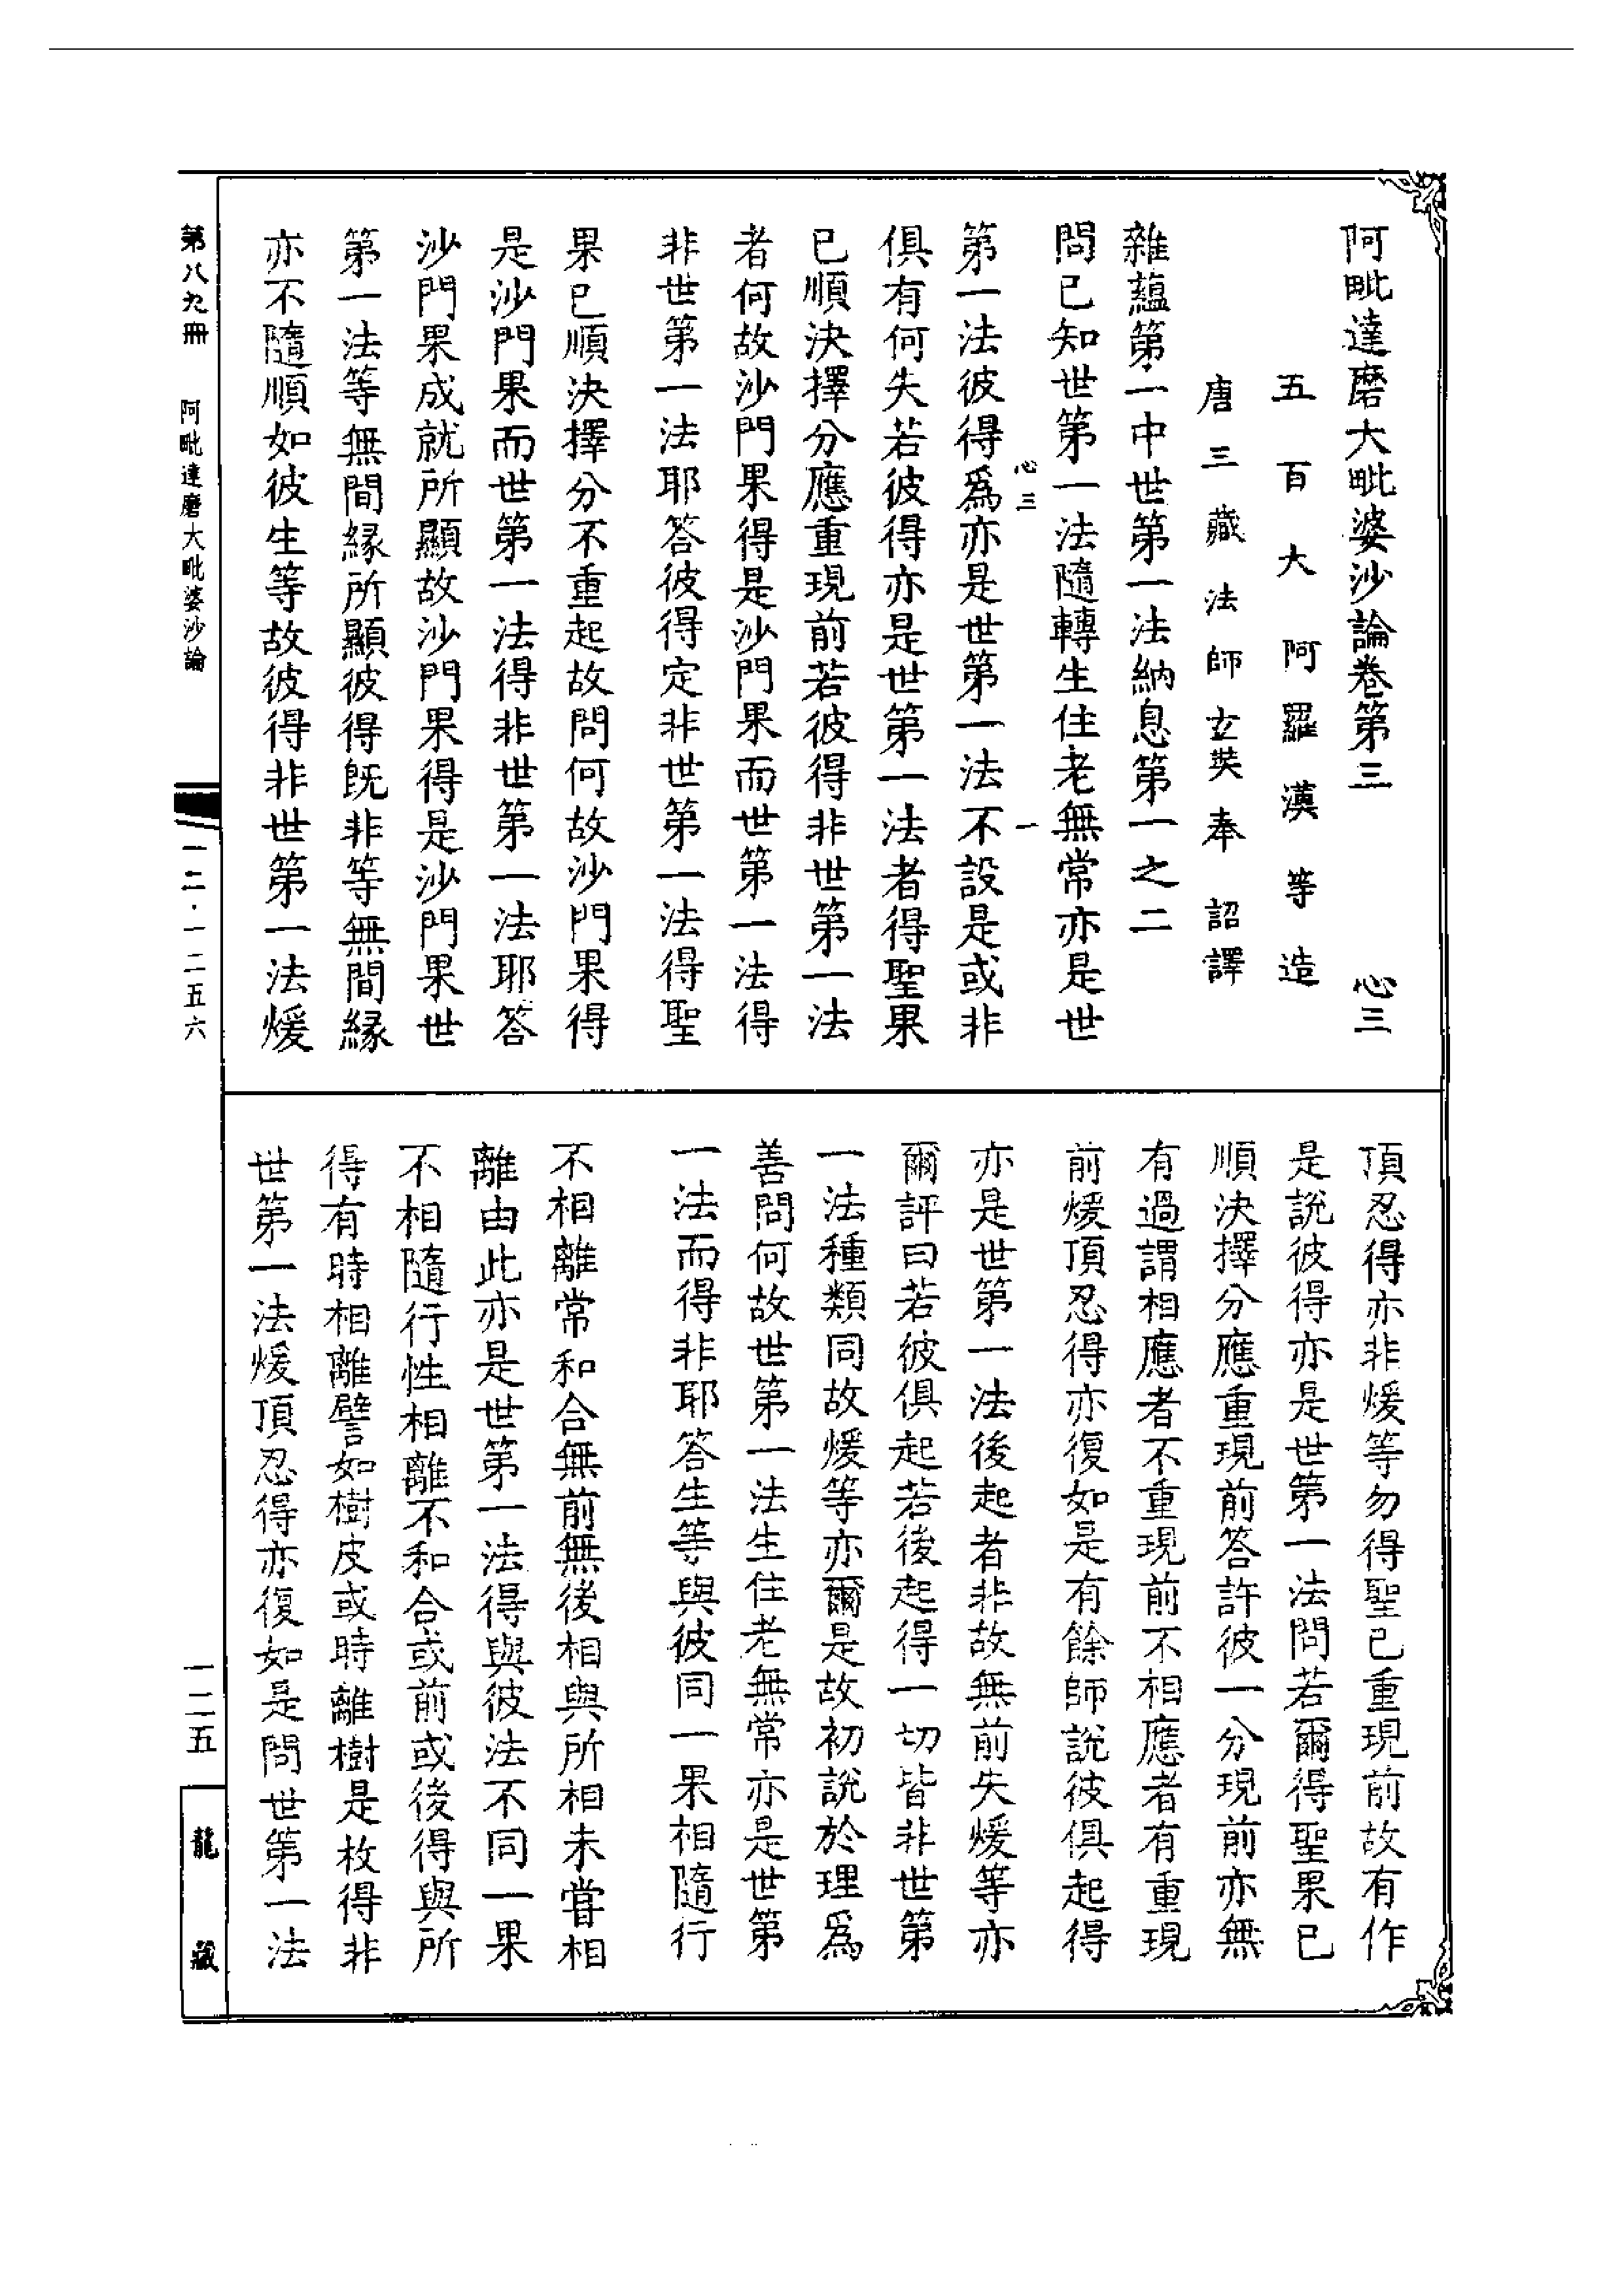 阿毗達磨大毗婆沙論卷第三　心三
五百大阿羅漢等造
唐三藏法師玄奘奉　詔譯
雜蘊第一中世第一法納息第一之二
問已知世第一法隨轉生住老無常亦是世
心三　一
第一法彼得爲亦是世第一法不設是或非
俱有何失若彼得亦是世第一法者得聖果
已順決擇分應重現前若彼得非世第一法
者何故沙門果得是沙門果而世第一法得
非世第一法耶答彼得定非世第一法得聖
果已順決擇分不重起故問何故沙門果得
是沙門果而世第一法得非世第一法耶答
沙門果成就所顯故沙門果得是沙門果世
第一法等無間緣所顯彼得既非等無間緣
亦不隨順如彼生等故彼得非世第一法煖
頂忍得亦非煖等勿得聖已重現前故有作
是說彼得亦是世第一法問若爾得聖果已
順決擇分應重現前答許彼一分現前亦無
有過謂相應者不重現前不相應者有重現
前煖頂忍得亦復如是有餘師說彼俱起得
亦是世第一法後起者非故無前失煖等亦
爾評曰若彼俱起若後起得一切皆非世第
一法種類同故煖等亦爾是故初說於理爲
善問何故世第一法生住老無常亦是世第
一法而得非耶答生等與彼同一果相隨行
不相離常和合無前無後相與所相未甞相
離由此亦是世第一法得與彼法不同一果
不相隨行性相離不和合或前或後得與所
得有時相離譬如樹皮或時離樹是枚得非
世第一法煖頂忍得亦復如是問世第一法
第八九冊　阿毗達磨大毗婆沙論
一二·一二五六
一二五
龍藏